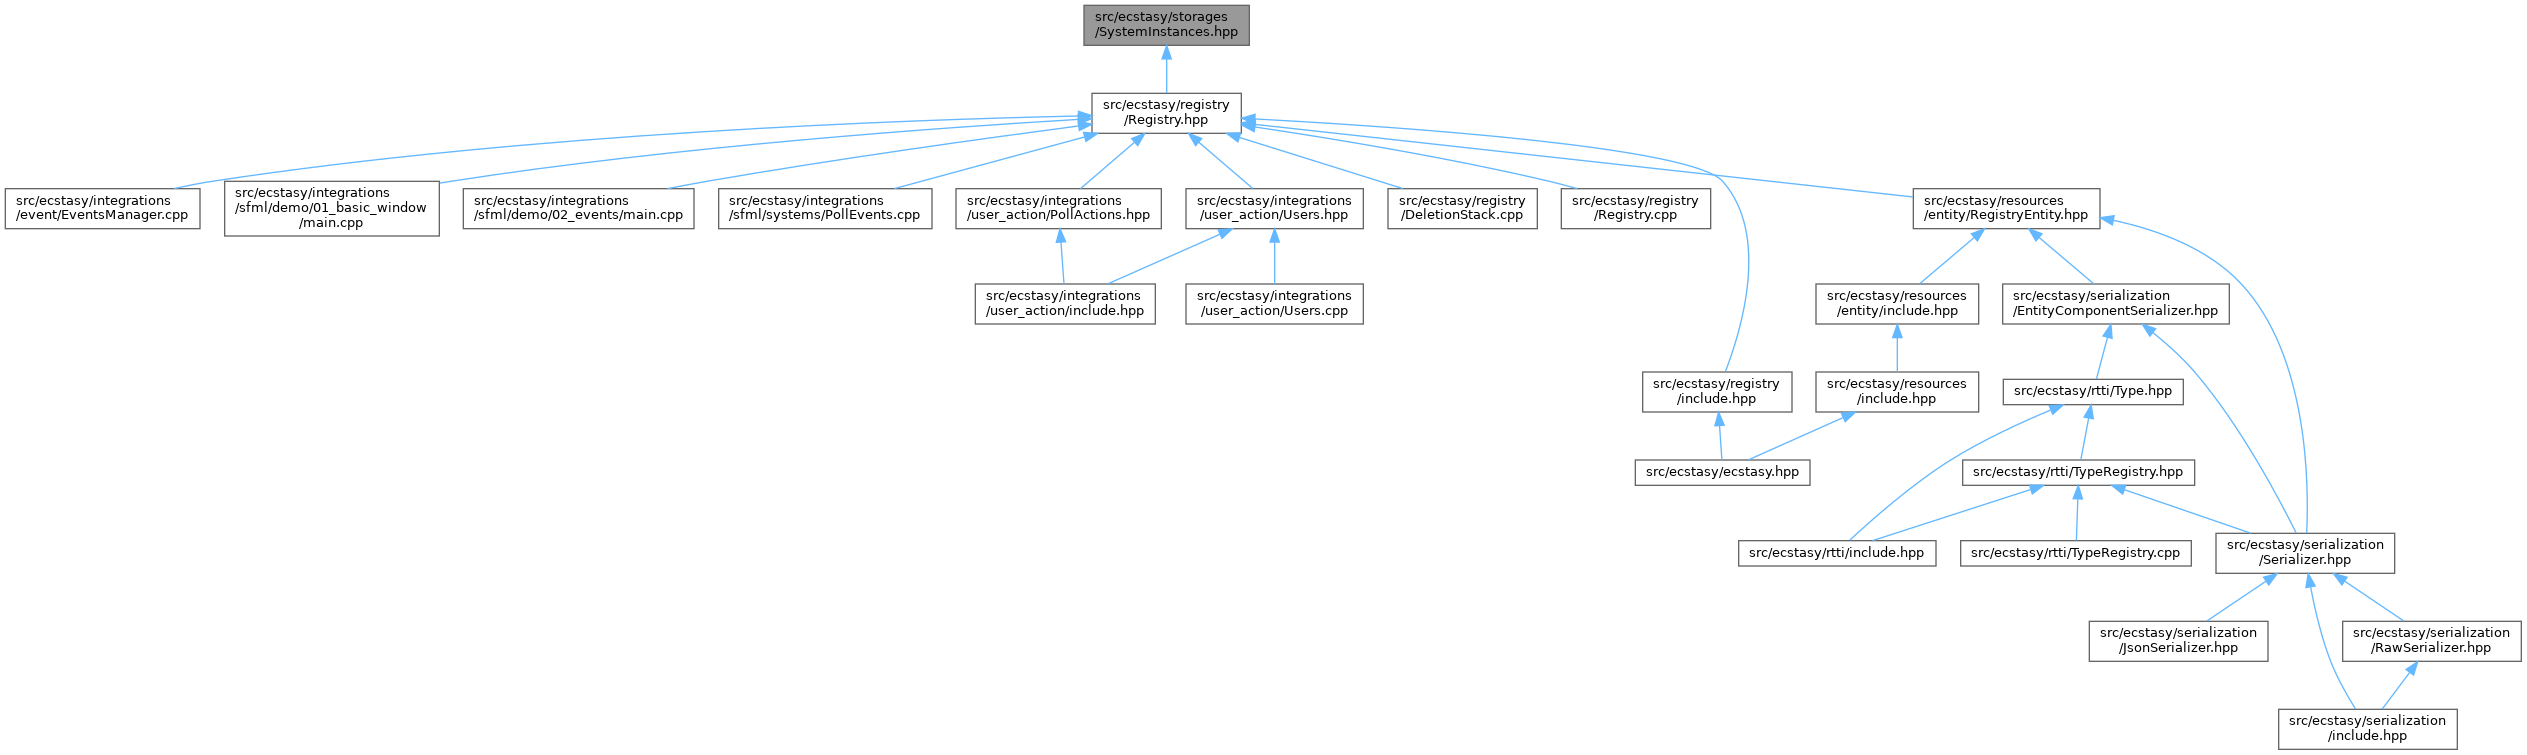 src/ecstasy/storages
/SystemInstances.hpp
src/ecstasy/registry
/Registry.hpp
src/ecstasy/integrations
/event/EventsManager.cpp
src/ecstasy/integrations
/sfml/demo/01_basic_window
/main.cpp
src/ecstasy/integrations
/sfml/demo/02_events/main.cpp
src/ecstasy/integrations
/sfml/systems/PollEvents.cpp
src/ecstasy/integrations
/user_action/PollActions.hpp
src/ecstasy/integrations
/user_action/Users.hpp
src/ecstasy/registry
/DeletionStack.cpp
src/ecstasy/registry
/Registry.cpp
src/ecstasy/resources
/entity/RegistryEntity.hpp
src/ecstasy/integrations
/user_action/include.hpp
src/ecstasy/integrations
/user_action/Users.cpp
src/ecstasy/resources
/entity/include.hpp
src/ecstasy/serialization
/EntityComponentSerializer.hpp
src/ecstasy/registry
/include.hpp
src/ecstasy/resources
/include.hpp
src/ecstasy/rtti/Type.hpp
src/ecstasy/ecstasy.hpp
src/ecstasy/rtti/TypeRegistry.hpp
src/ecstasy/rtti/include.hpp
src/ecstasy/rtti/TypeRegistry.cpp
src/ecstasy/serialization
/Serializer.hpp
src/ecstasy/serialization
/JsonSerializer.hpp
src/ecstasy/serialization
/RawSerializer.hpp
src/ecstasy/serialization
/include.hpp